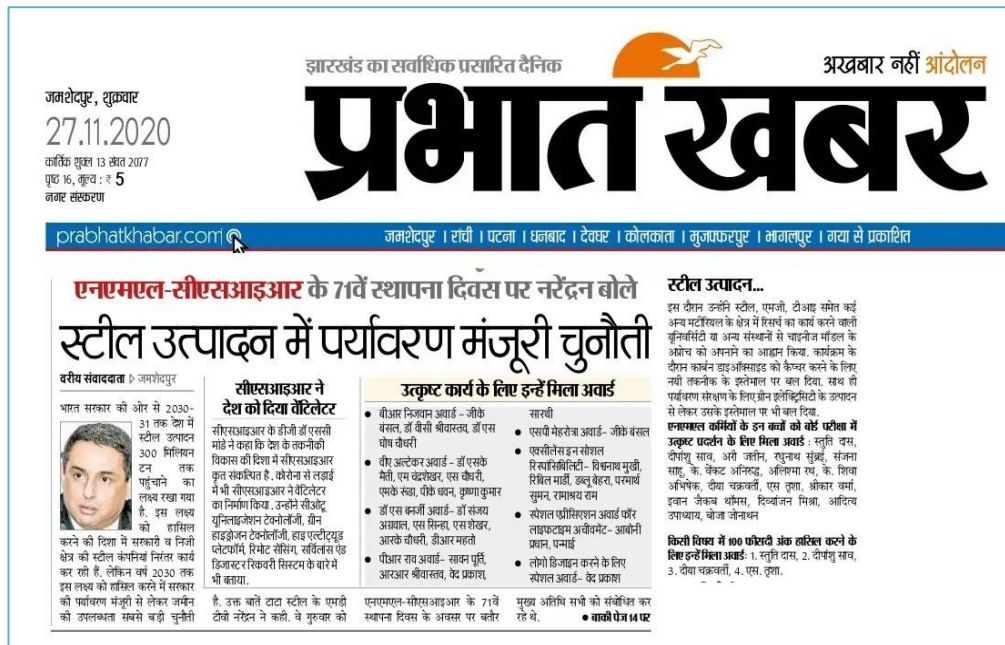 झारखंड का सर्वाधिक प्रसारित दैनिक
अखबार नहीं आंदोलन
प्रभात खबर
जमशेदपुर, शुक्रवार
27.11.2020
कार्तिक शुक्ल 13 संवत 2077
पृष्ठ 16, मूल्य : ₹ 5
नगर संस्करण
prabhatkhabar.com
जमशेदपुर । रांची । पटना । धनबाद । देवघर । कोलकाता । मुजफ्फरपुर । भागलपुर । गया से प्रकाशित
एनएमएल-सीएसआइआर के 71वें स्थापना दिवस पर नरेंद्रन बोले
स्टील उत्पादन में पर्यावरण मंजूरी चुनौती
वरीय संवाददाता ▷ जमशेदपुर
भारत सरकार की ओर से 2030-
31 तक देश में
स्टील उत्पादन
300 मिलियन
टन तक
पहुंचाने का
लक्ष्य रखा गया
है. इस लक्ष्य
को हासिल
करने की दिशा में सरकारी व निजी
क्षेत्र की स्टील कंपनियां निरंतर कार्य
कर रही हैं. लेकिन वर्ष 2030 तक
इस लक्ष्य को हासिल करने में सरकार
की पर्यावरण मंजूरी से लेकर जमीन
की उपलब्धता सबसे बड़ी चुनौती
सीएसआइआर ने
देश को दिया वेंटिलेटर
सीएसआइआर के डीजी डॉ एससी
मांडे ने कहा कि देश के तकनीकी
विकास की दिशा में सीएसआइआर
कृत संकल्पित है. कोरोना से लड़ाई
में भी सीएसआइआर ने वेंटिलेटर
का निर्माण किया. उन्होंने सीओटू
यूनिलाइजेशन टेक्नोलॉजी, ग्रीन
हाइड्रोजन टेक्नोलॉजी, हाइ एल्टीट्यूड
प्लेटफॉर्म, रिमोट सेंसिंग, सर्विलांस एंड
डिजास्टर रिकवरी सिस्टम के बारे में
भी बताया.
है. उक्त बातें टाटा स्टील के एमडी
टीवी नरेंद्रन ने कही. वे गुरुवार को
उत्कृष्ट कार्य के लिए इन्हें मिला अवार्ड
● बीआर निजवान अवार्ड - जीके
बंसल, डॉ वीसी श्रीवास्तव, डॉ एस
घोष चौधरी
● वीए अल्टेकर अवार्ड - डॉ एसके
मैती, एम चंद्रशेखर, एस चौधरी,
एमके रूंडा, पीके धवन, कृष्णा कुमार
● डॉ एस बनर्जी अवार्ड - डॉ संजय
अग्रवाल, एस सिन्हा, एस शेखर,
आरके चौधरी, डीआर महतो
● पीआर राव अवार्ड - सावन पूर्ति,
आरआर श्रीवास्तव, वेद प्रकाश,
सारथी
● एसपी मेहरोत्रा अवार्ड- जीके बंसल
● एक्सीलेंस इन सोशल
रिस्पांसिबिलिटी- विश्वनाथ मुखी,
रिबिल मार्डी, डब्लू बेहरा, परमार्थ
सुमन, रामाश्रय राम
● स्पेशल एप्रीसिएशन अवार्ड फॉर
लाइफटाइम अचीवमेंट- आबोनी
प्रधान, पन्माई
● लोगो डिजाइन करने के लिए
स्पेशल अवार्ड- वेद प्रकाश
एनएमएल-सीएसआइआर के 71वें
स्थापना दिवस के अवसर पर बतौर
मुख्य अतिथि सभी को संबोधित कर
रहे थे. ● बाकी पेज 14 पर
स्टील उत्पादन...
इस दौरान उन्होंने स्टील, एमजी, टीआइ समेत कई
अन्य मटीरियल के क्षेत्र में रिसर्च का कार्य करने वाली
यूनिवर्सिटी या अन्य संस्थानों से चाइनीज मॉडल के
अप्रोच को अपनाने का आह्वान किया. कार्यक्रम के
दौरान कार्बन डाइऑक्साइड को कैप्चर करने के लिए
नयी तकनीक के इस्तेमाल पर बल दिया. साथ ही
पर्यावरण संरक्षण के लिए ग्रीन इलेक्ट्रिसिटी के उत्पादन
से लेकर उसके इस्तेमाल पर भी बल दिया.
एनएमएल कर्मियों के इन बच्चों को बोर्ड परीक्षा में
उत्कृष्ट प्रदर्शन के लिए मिला अवार्ड : स्तुति दास,
दीपांशु साव, अरी जतीन, रघुनाथ सुंब्रई, संजना
साहू, के. वेंकट अनिरुद्ध, अलिशमा रथ, के. शिवा
अभिषेक, दीया चक्रवर्ती, एस तृशा, श्रीकार वर्मा,
इवान जैकब थॉमस, दिव्यांजन मिश्रा, आदित्य
उपाध्याय, बोजा जोनाथन
किसी विषय में 100 फीसदी अंक हासिल करने के
लिए इन्हें मिला अवार्ड: 1. स्तुति दास, 2. दीपांशु साव,
3. दीया चक्रवर्ती, 4. एस. तृशा.